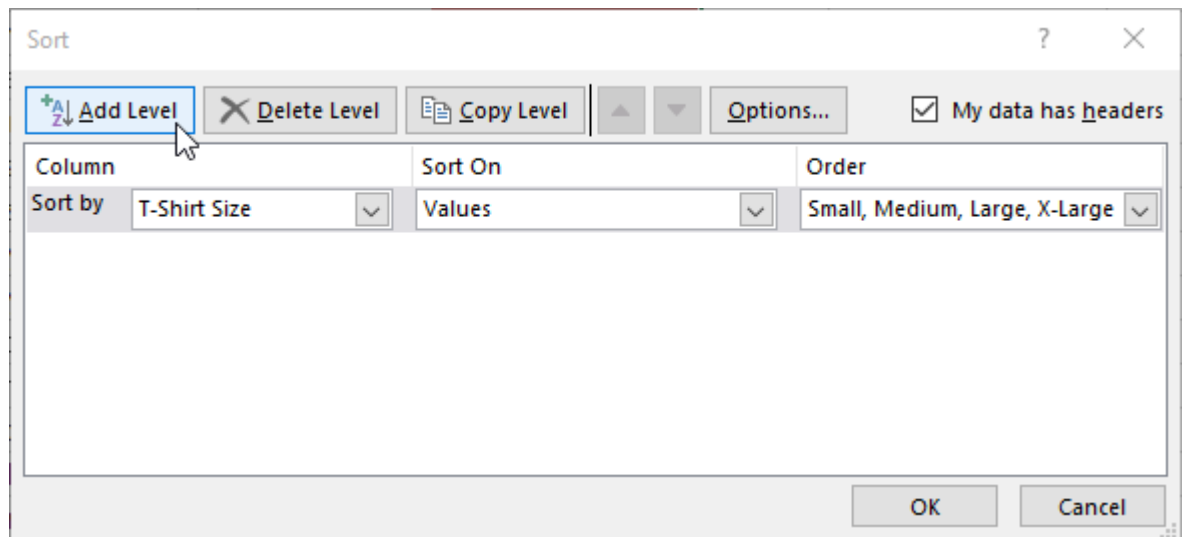 Sort ?
Add Level Delete Level Copy Level Options... My data has headers
Column Sort On Order
Sort by T-Shirt Size Values Small, Medium, Large, X-Large
OK Cancel